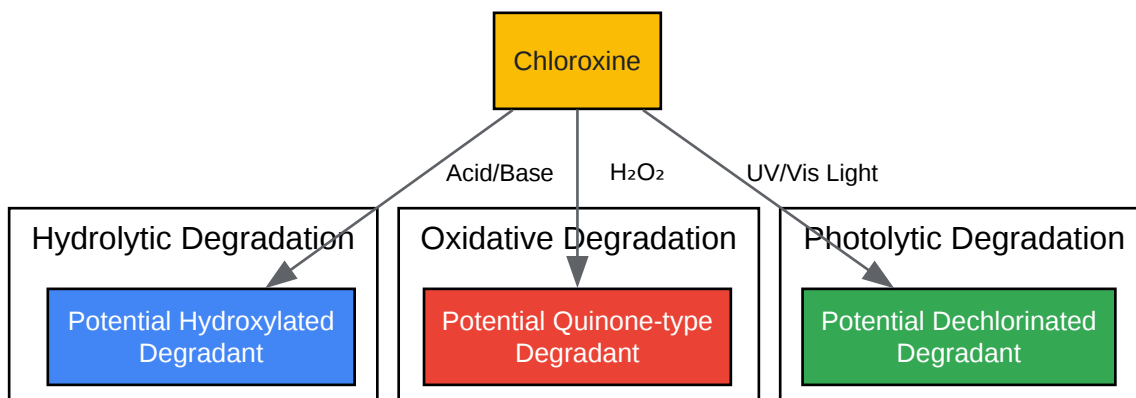 Chloroxine
Acid/Base
H₂O₂
UV/Vis Light
Hydrolytic Degradation
Oxidative Degradation
Photolytic Degradation
Potential Hydroxylated
Degradant
Potential Quinone-type
Degradant
Potential Dechlorinated
Degradant